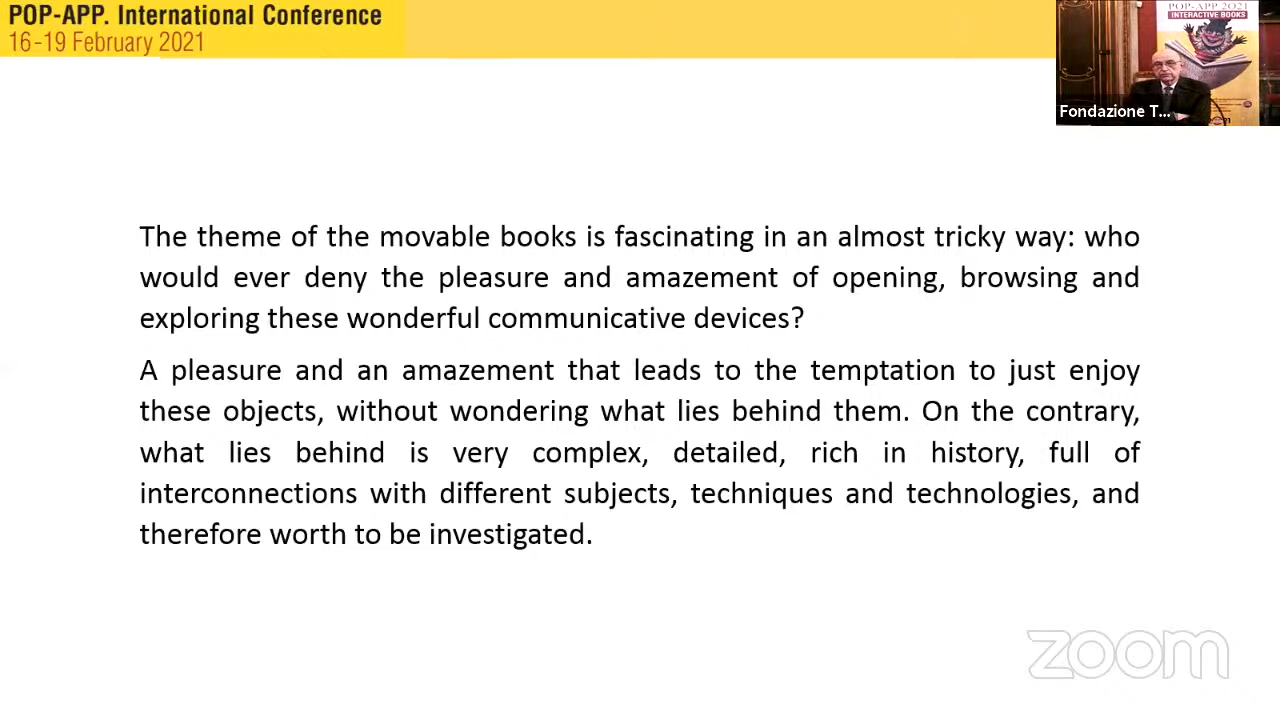 POP-APP. International Conference
16-19 February 2021
POP-APP 2021
INTERACTIVE BOOKS
Fondazione T...
The theme of the movable books is fascinating in an almost tricky way: who
would ever deny the pleasure and amazement of opening, browsing and
exploring these wonderful communicative devices?
A pleasure and an amazement that leads to the temptation to just enjoy
these objects, without wondering what lies behind them. On the contrary,
what lies behind is very complex, detailed, rich in history, full of
interconnections with different subjects, techniques and technologies, and
therefore worth to be investigated.
zoom